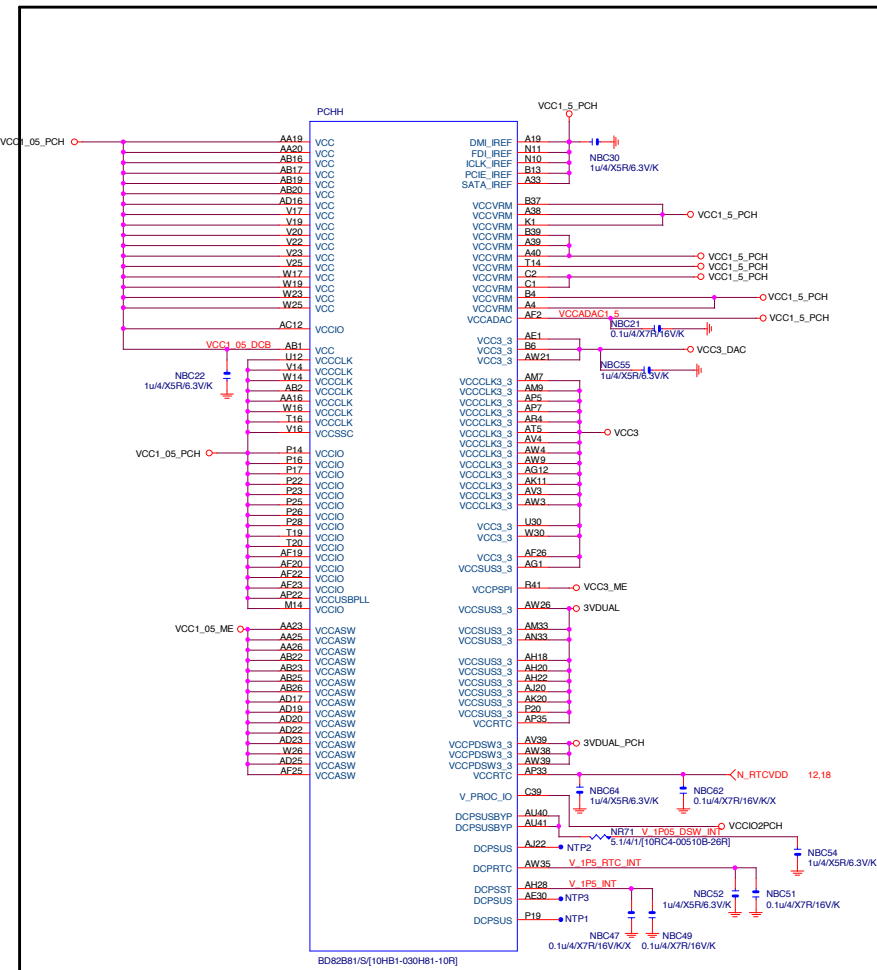 PCHH
VCC1_5_PCH
VCC1_05_PCH
AA19 VCC
AA20 VCC
AB16 VCC
AB17 VCC
AB19 VCC
AB20 VCC
AD16 VCC
V17 VCC
V19 VCC
V20 VCC
V22 VCC
V23 VCC
V25 VCC
W17 VCC
W19 VCC
W23 VCC
W25 VCC
AC12 VCCIO
VCC1_05_DCB
AB1 VCC
U12 VCCCLK
V14 VCCCLK
W14 VCCCLK
AB2 VCCCLK
AA16 VCCCLK
W16 VCCCLK
T16 VCCCLK
V16 VCCSSC
NBC22
1u/4/X5R/6.3V/K
VCC1_05_PCH
P14 VCCIO
P16 VCCIO
P17 VCCIO
P22 VCCIO
P23 VCCIO
P25 VCCIO
P26 VCCIO
P28 VCCIO
T19 VCCIO
T20 VCCIO
AF19 VCCIO
AF20 VCCIO
AF22 VCCIO
AF23 VCCIO
AP22 VCCUSBPLL
M14 VCCIO
VCC1_05_ME
AA23 VCCASW
AA25 VCCASW
AA26 VCCASW
AB22 VCCASW
AB23 VCCASW
AB25 VCCASW
AB26 VCCASW
AD17 VCCASW
AD19 VCCASW
AD20 VCCASW
AD22 VCCASW
AD23 VCCASW
W26 VCCASW
AD25 VCCASW
AF25 VCCASW
DMI_IREF A19
FDI_IREF N11
ICLK_IREF N10
PCIE_IREF B13
SATA_IREF A33
NBC30
1u/4/X5R/6.3V/K
VCCVRM B37
VCCVRM A38 VCC1_5_PCH
VCCVRM K1
VCCVRM B39
VCCVRM A39
VCCVRM A40 VCC1_5_PCH
VCCVRM T14 VCC1_5_PCH
VCCVRM C2 VCC1_5_PCH
VCCVRM C1
VCCVRM B4 VCC1_5_PCH
VCCVRM A4
VCCADAC AF2 VCCADAC1_5 VCC1_5_PCH
NBC21
0.1u/4/X7R/16V/K
VCC3_3 AE1
VCC3_3 B6 VCC3_DAC
VCC3_3 AW21
NBC55
1u/4/X5R/6.3V/K
VCCCLK3_3 AM7
VCCCLK3_3 AM9
VCCCLK3_3 AP5
VCCCLK3_3 AP7
VCCCLK3_3 AR4
VCCCLK3_3 AT5 VCC3
VCCCLK3_3 AV4
VCCCLK3_3 AW4
VCCCLK3_3 AW9
VCCCLK3_3 AG12
VCCCLK3_3 AK11
VCCCLK3_3 AV3
VCCCLK3_3 AW3
VCC3_3 U30
VCC3_3 W30
VCC3_3 AF26
VCCSUS3_3 AG1
VCCPSPI R41 VCC3_ME
VCCSUS3_3 AW26 3VDUAL
VCCSUS3_3 AM33
VCCSUS3_3 AN33
VCCSUS3_3 AH18
VCCSUS3_3 AH20
VCCSUS3_3 AH22
VCCSUS3_3 AJ20
VCCSUS3_3 AK20
VCCSUS3_3 P20
VCCRTC AP35
VCCPDSW3_3 AV39 3VDUAL_PCH
VCCPDSW3_3 AW38
VCCPDSW3_3 AW39
VCCRTC AP33 N_RTCVDD 12,18
NBC64
1u/4/X5R/6.3V/K
NBC62
0.1u/4/X7R/16V/K/X
V_PROC_IO C39
VCCIO2PCH
DCPSUSBYP AU40
DCPSUSBYP AU41
NR71 V_1P05_DSW_INT
5.1/4/1/[10RC4-00510B-26R]
NBC54
1u/4/X5R/6.3V/K
DCPSUS AJ22 NTP2
DCPRTC AW35 V_1P5_RTC_INT
NBC52
1u/4/X5R/6.3V/K
NBC51
0.1u/4/X7R/16V/K
DCPSST AH28 V_1P5_INT
DCPSUS AE30 NTP3
DCPSUS P19 NTP1
NBC47
0.1u/4/X7R/16V/K/X
NBC49
0.1u/4/X7R/16V/K
BD82B81/S/[10HB1-030H81-10R]